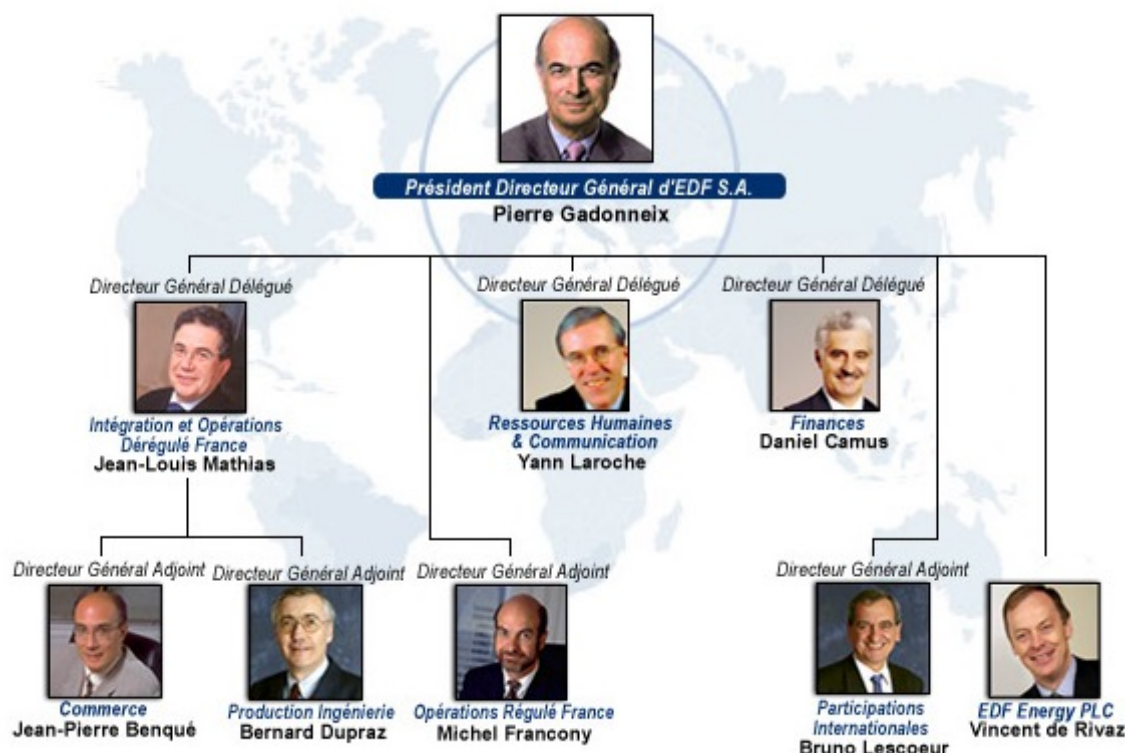 Président Directeur Général d'EDF S.A.
Pierre Gadonneix
Directeur Général Délégué
Directeur Général Délégué
Directeur Général Délégué
Intégration et Opérations
Dérégulé France
Jean-Louis Mathias
Ressources Humaines
& Communication
Yann Laroche
Finances
Daniel Camus
Directeur Général Adjoint
Directeur Général Adjoint
Directeur Général Adjoint
Directeur Général Adjoint
Commerce
Jean-Pierre Benqué
Production Ingénierie
Bernard Dupraz
Opérations Régulé France
Michel Francony
Participations
Internationales
Bruno Lescoeur
EDF Energy PLC
Vincent de Rivaz